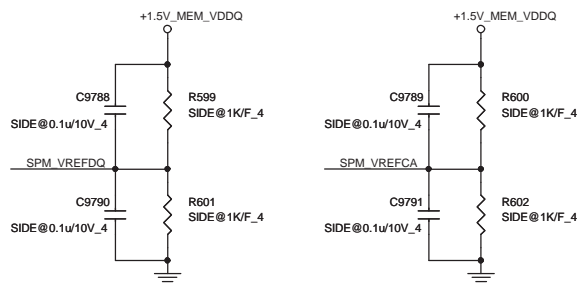 +1.5V_MEM_VDDQ
C9788
SIDE@0.1u/10V_4
R599
SIDE@1K/F_4
SPM_VREFDQ
C9790
SIDE@0.1u/10V_4
R601
SIDE@1K/F_4
+1.5V_MEM_VDDQ
C9789
SIDE@0.1u/10V_4
R600
SIDE@1K/F_4
SPM_VREFCA
C9791
SIDE@0.1u/10V_4
R602
SIDE@1K/F_4